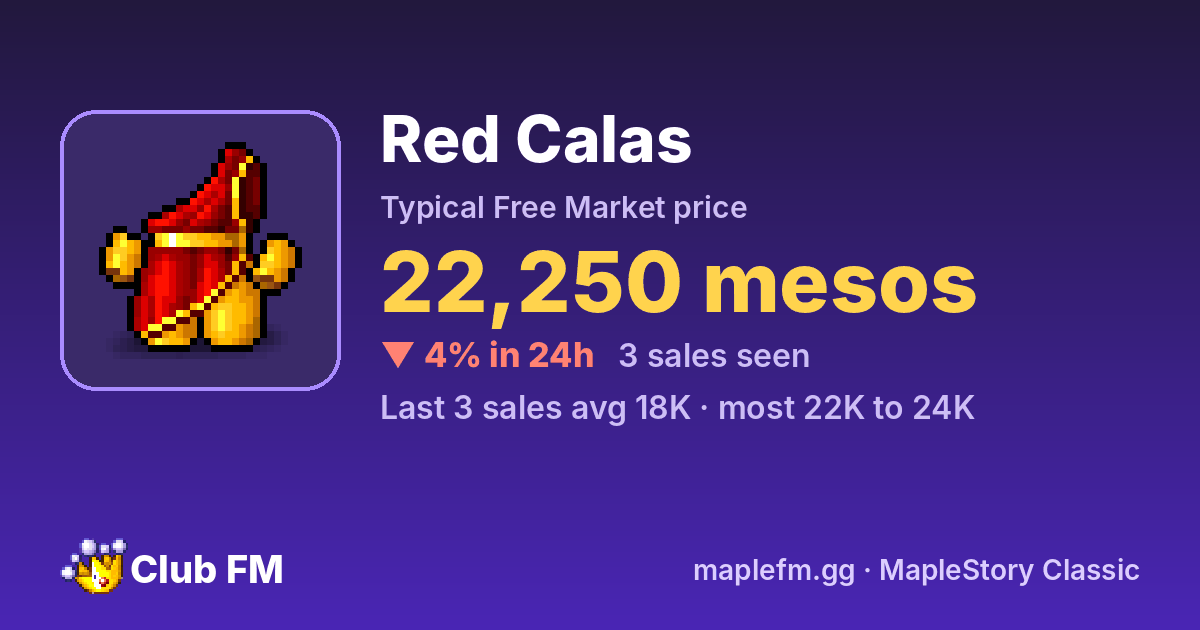 Red Calas
Typical Free Market price
22,250 mesos
▼ 4% in 24h 3 sales seen
Last 3 sales avg 18K · most 22K to 24K
Club FM
maplefm.gg · MapleStory Classic